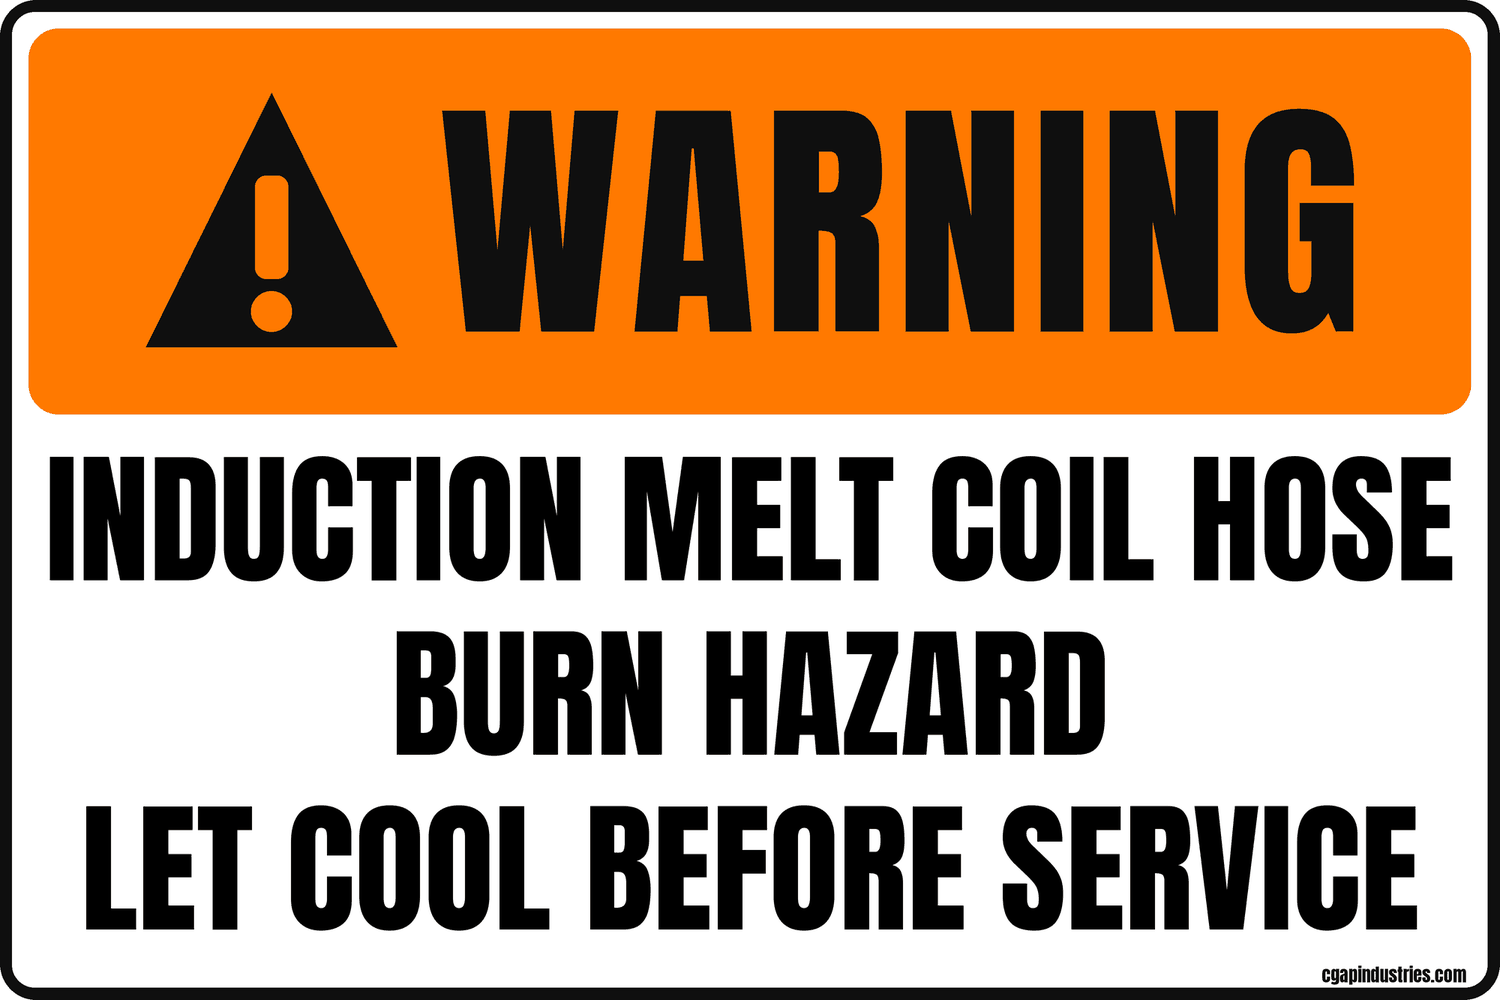 WARNING
INDUCTION MELT COIL HOSE
BURN HAZARD
LET COOL BEFORE SERVICE
cgapindustries.com